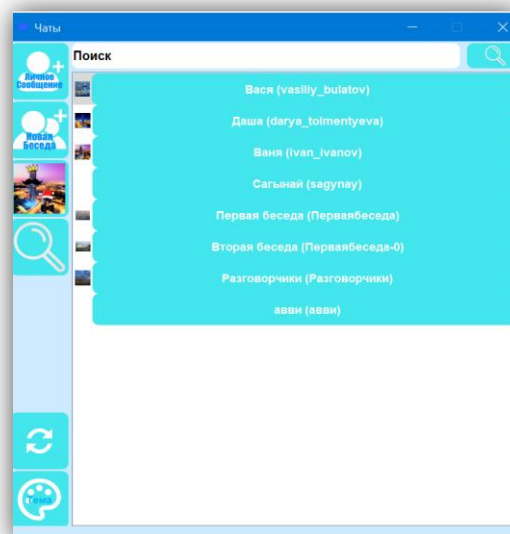 Чаты
Поиск
Личное
Сообщение
Новая
Беседа
Вася (vasiliy_bulatov)
Даша (darya_tolmentyeva)
Ваня (ivan_ivanov)
Сагынай (sagynay)
Первая беседа (Перваябеседа)
Вторая беседа (Перваябеседа-0)
Разговорчики (Разговорчики)
авви (авви)
Тема